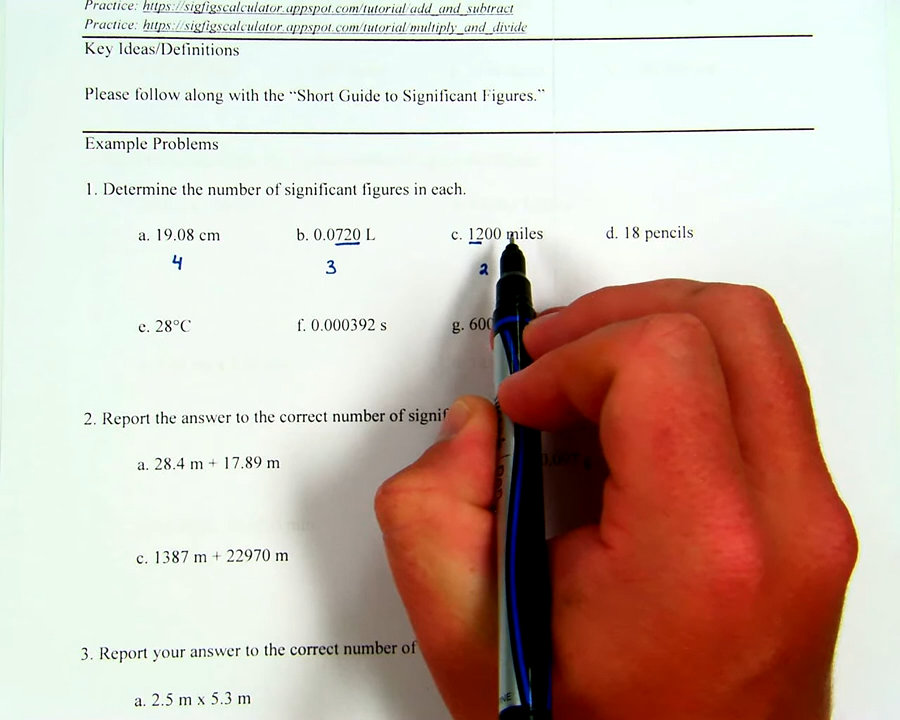 Practice: https://sigfigscalculator.appspot.com/tutorial/add_and_subtract
Practice: https://sigfigscalculator.appspot.com/tutorial/multiply_and_divide
Key Ideas/Definitions
Please follow along with the “Short Guide to Significant Figures.”
Example Problems
1. Determine the number of significant figures in each.
a. 19.08 cm b. 0.0720 L c. 1200 miles d. 18 pencils
4 3 2
e. 28°C f. 0.000392 s g. 600
2. Report the answer to the correct number of
a. 28.4 m + 17.89 m
c. 1387 m + 22970 m
3. Report your answer to the correct number of
a. 2.5 m x 5.3 m